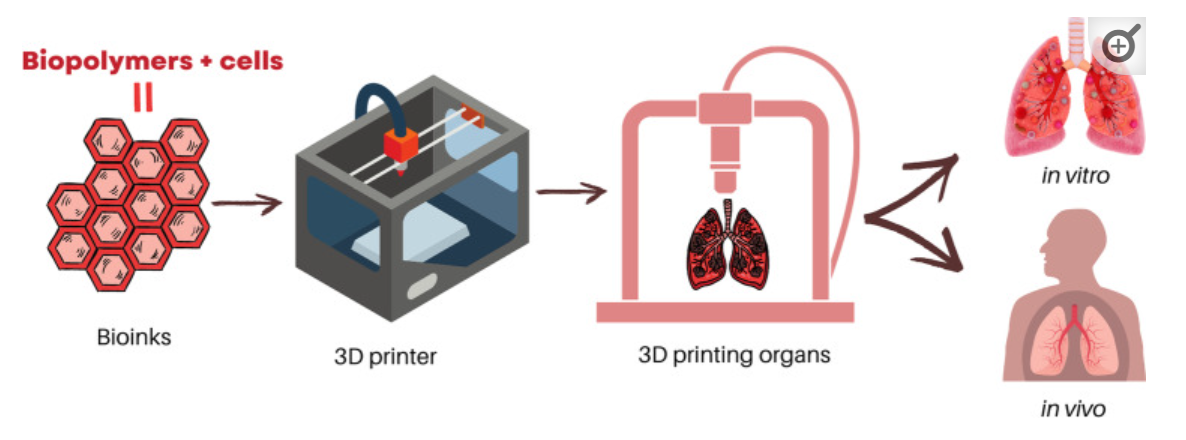 Biopolymers + cells
Bioinks
3D printer
3D printing organs
in vitro
in vivo